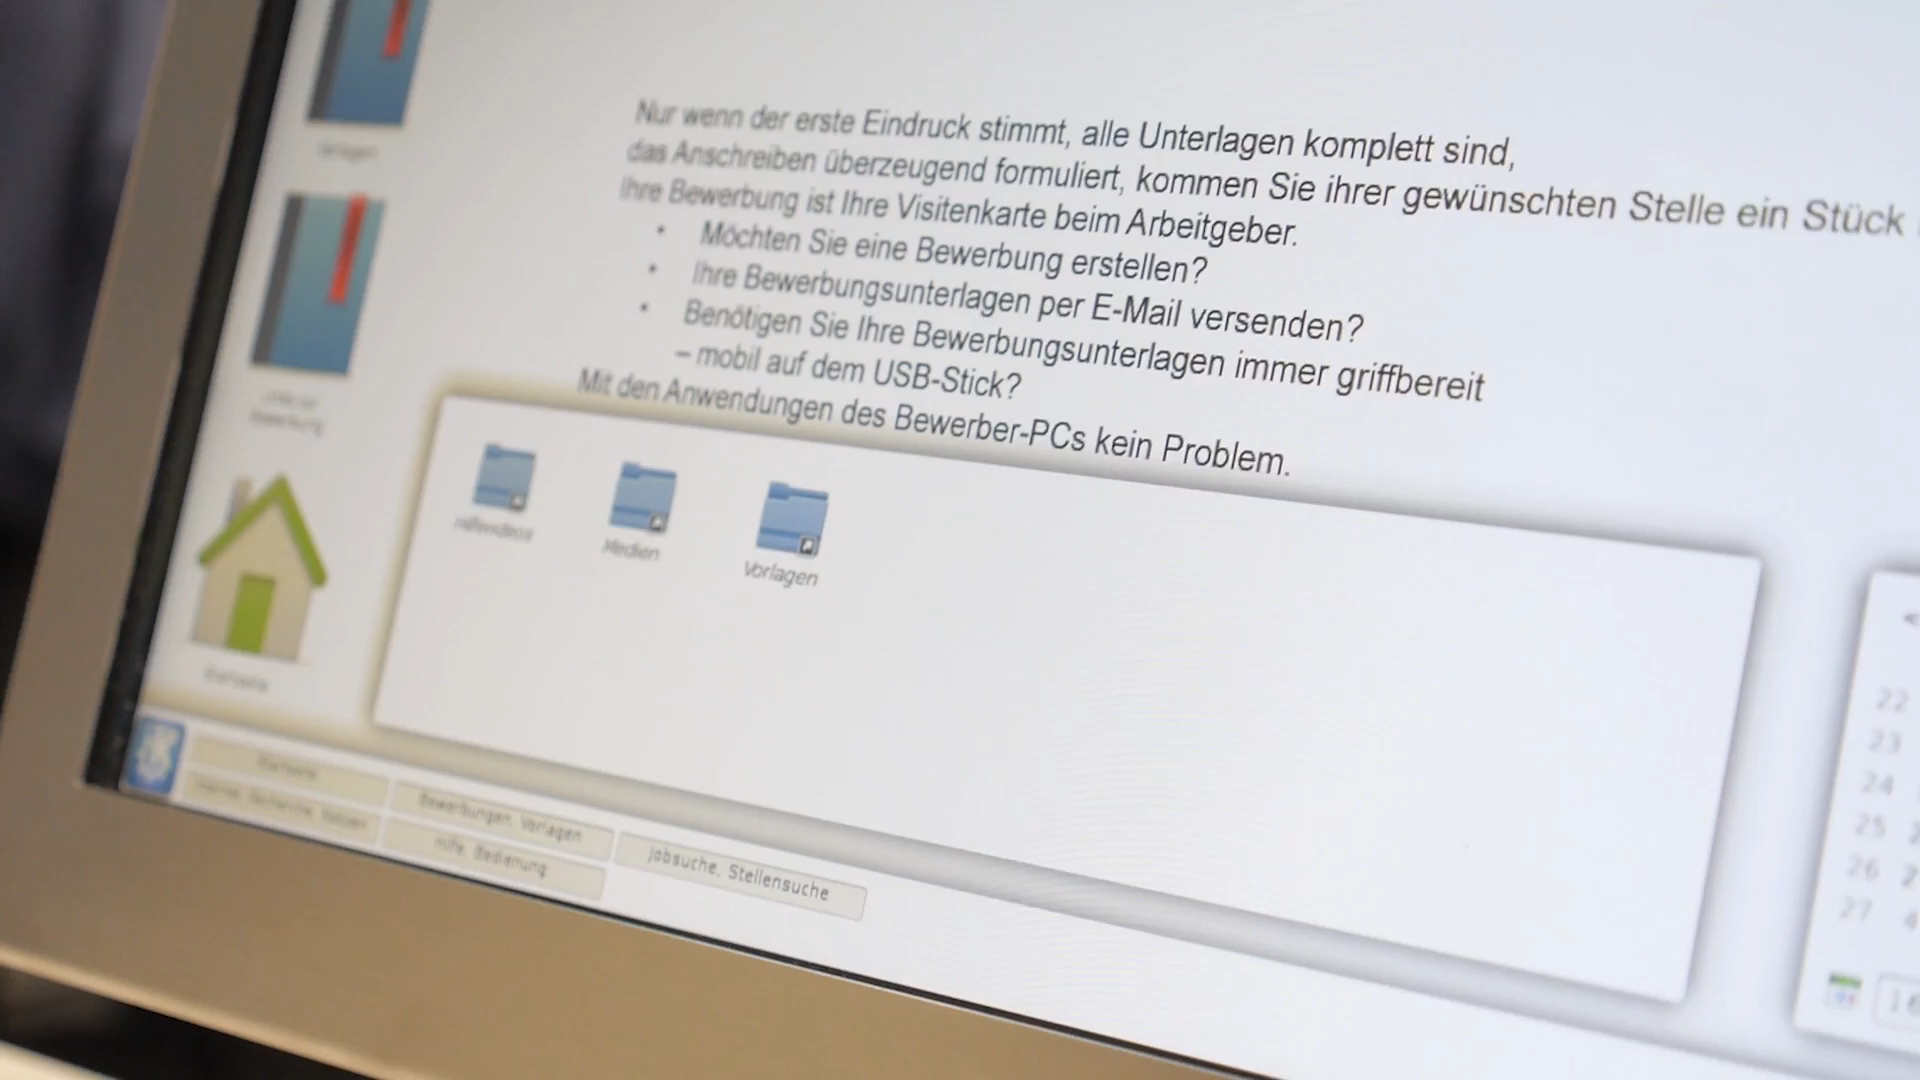 Nur wenn der erste Eindruck stimmt, alle Unterlagen komplett sind,
das Anschreiben überzeugend formuliert, kommen Sie ihrer gewünschten Stelle ein Stück
Ihre Bewerbung ist Ihre Visitenkarte beim Arbeitgeber.
• Möchten Sie eine Bewerbung erstellen?
• Ihre Bewerbungsunterlagen per E-Mail versenden?
• Benötigen Sie Ihre Bewerbungsunterlagen immer griffbereit
– mobil auf dem USB-Stick?
Mit den Anwendungen des Bewerber-PCs kein Problem.
Hilfevideos
Medien
Vorlagen
Startseite
Startseite
Bewerbungen, Vorlagen
Jobsuche, Stellensuche
Hilfe, Bedienung
<
22
23
24
25
26
27